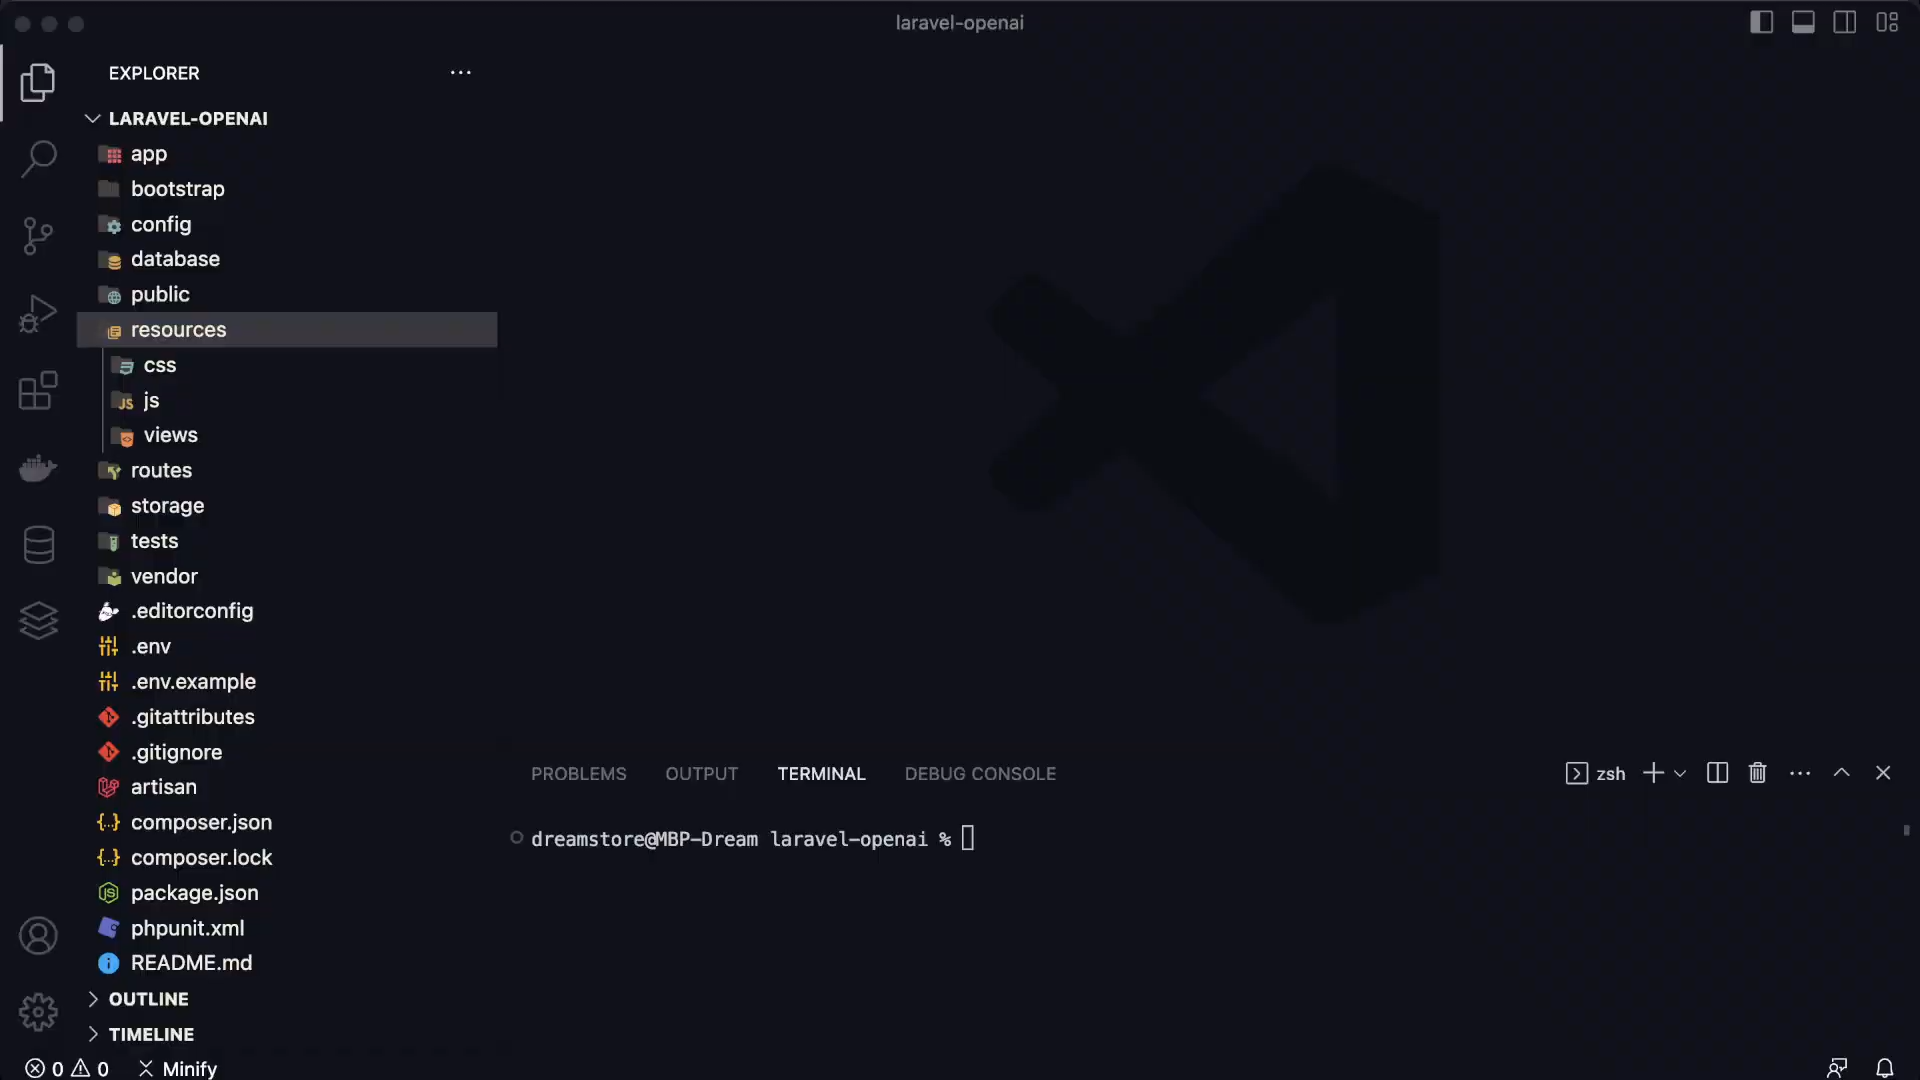 laravel-openai
EXPLORER
LARAVEL-OPENAI
app
bootstrap
config
database
public
resources
css
js
views
routes
storage
tests
vendor
.editorconfig
.env
.env.example
.gitattributes
.gitignore
artisan
composer.json
composer.lock
package.json
phpunit.xml
README.md
OUTLINE
TIMELINE
PROBLEMS OUTPUT TERMINAL DEBUG CONSOLE
zsh
dreamstore@MBP-Dream laravel-openai %
0 0 Minify